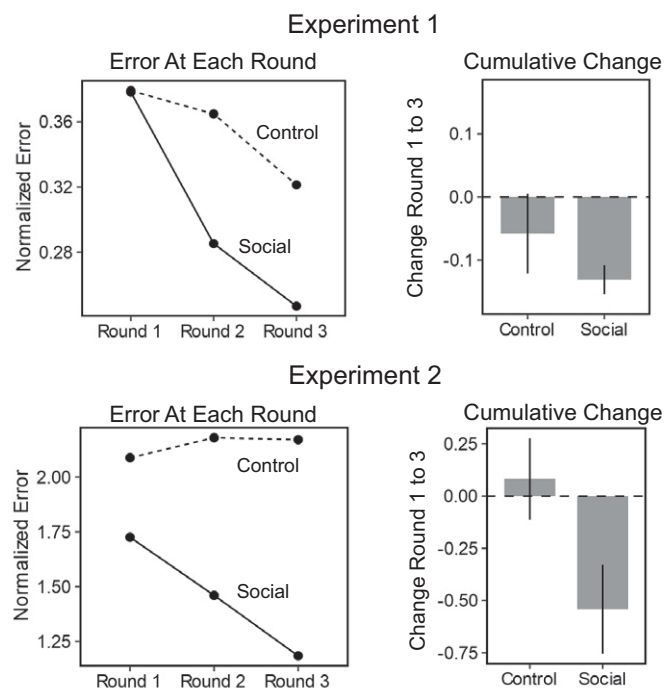 Experiment 1
Error At Each Round
Normalized Error
0.36
0.32
0.28
Control
Social
Round 1 Round 2 Round 3
Cumulative Change
Change Round 1 to 3
0.1
0.0
-0.1
Control Social
Experiment 2
Error At Each Round
Normalized Error
2.00
1.75
1.50
1.25
Control
Social
Round 1 Round 2 Round 3
Cumulative Change
Change Round 1 to 3
0.25
0.00
-0.25
-0.50
-0.75
Control Social